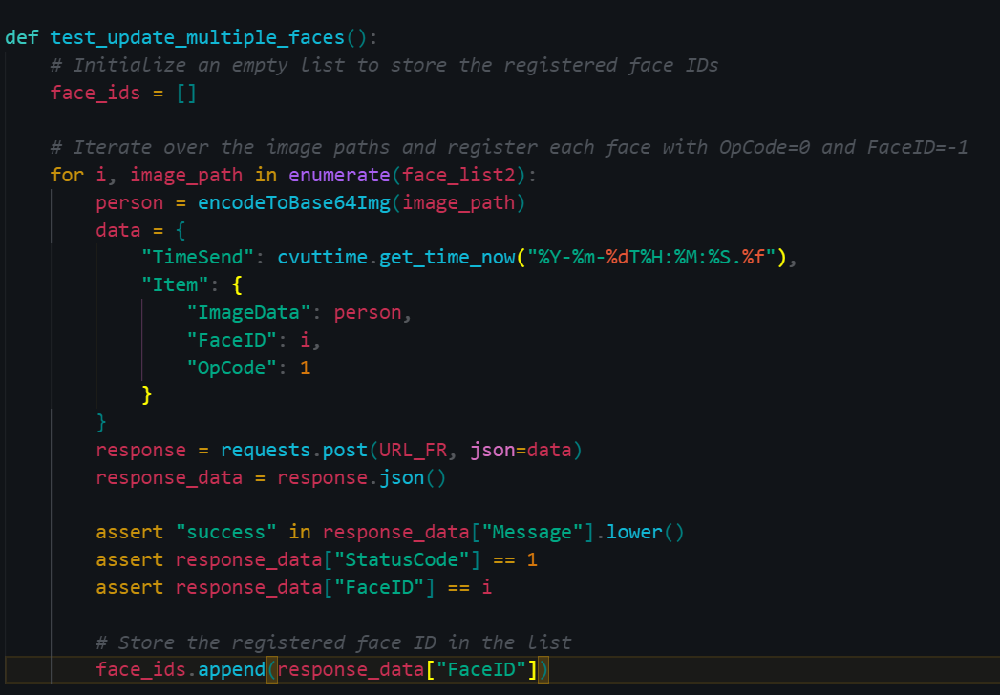 def test_update_multiple_faces():
    # Initialize an empty list to store the registered face IDs
    face_ids = []
    # Iterate over the image paths and register each face with OpCode=0 and FaceID=-1
    for i, image_path in enumerate(face_list2):
        person = encodeToBase64Img(image_path)
        data = {
            "TimeSend": cvuttime.get_time_now("%Y-%m-%dT%H:%M:%S.%f"),
            "Item": {
                "ImageData": person,
                "FaceID": i,
                "OpCode": 1
            }
        }
        response = requests.post(URL_FR, json=data)
        response_data = response.json()
        assert "success" in response_data["Message"].lower()
        assert response_data["StatusCode"] == 1
        assert response_data["FaceID"] == i
        # Store the registered face ID in the list
        face_ids.append(response_data["FaceID"])